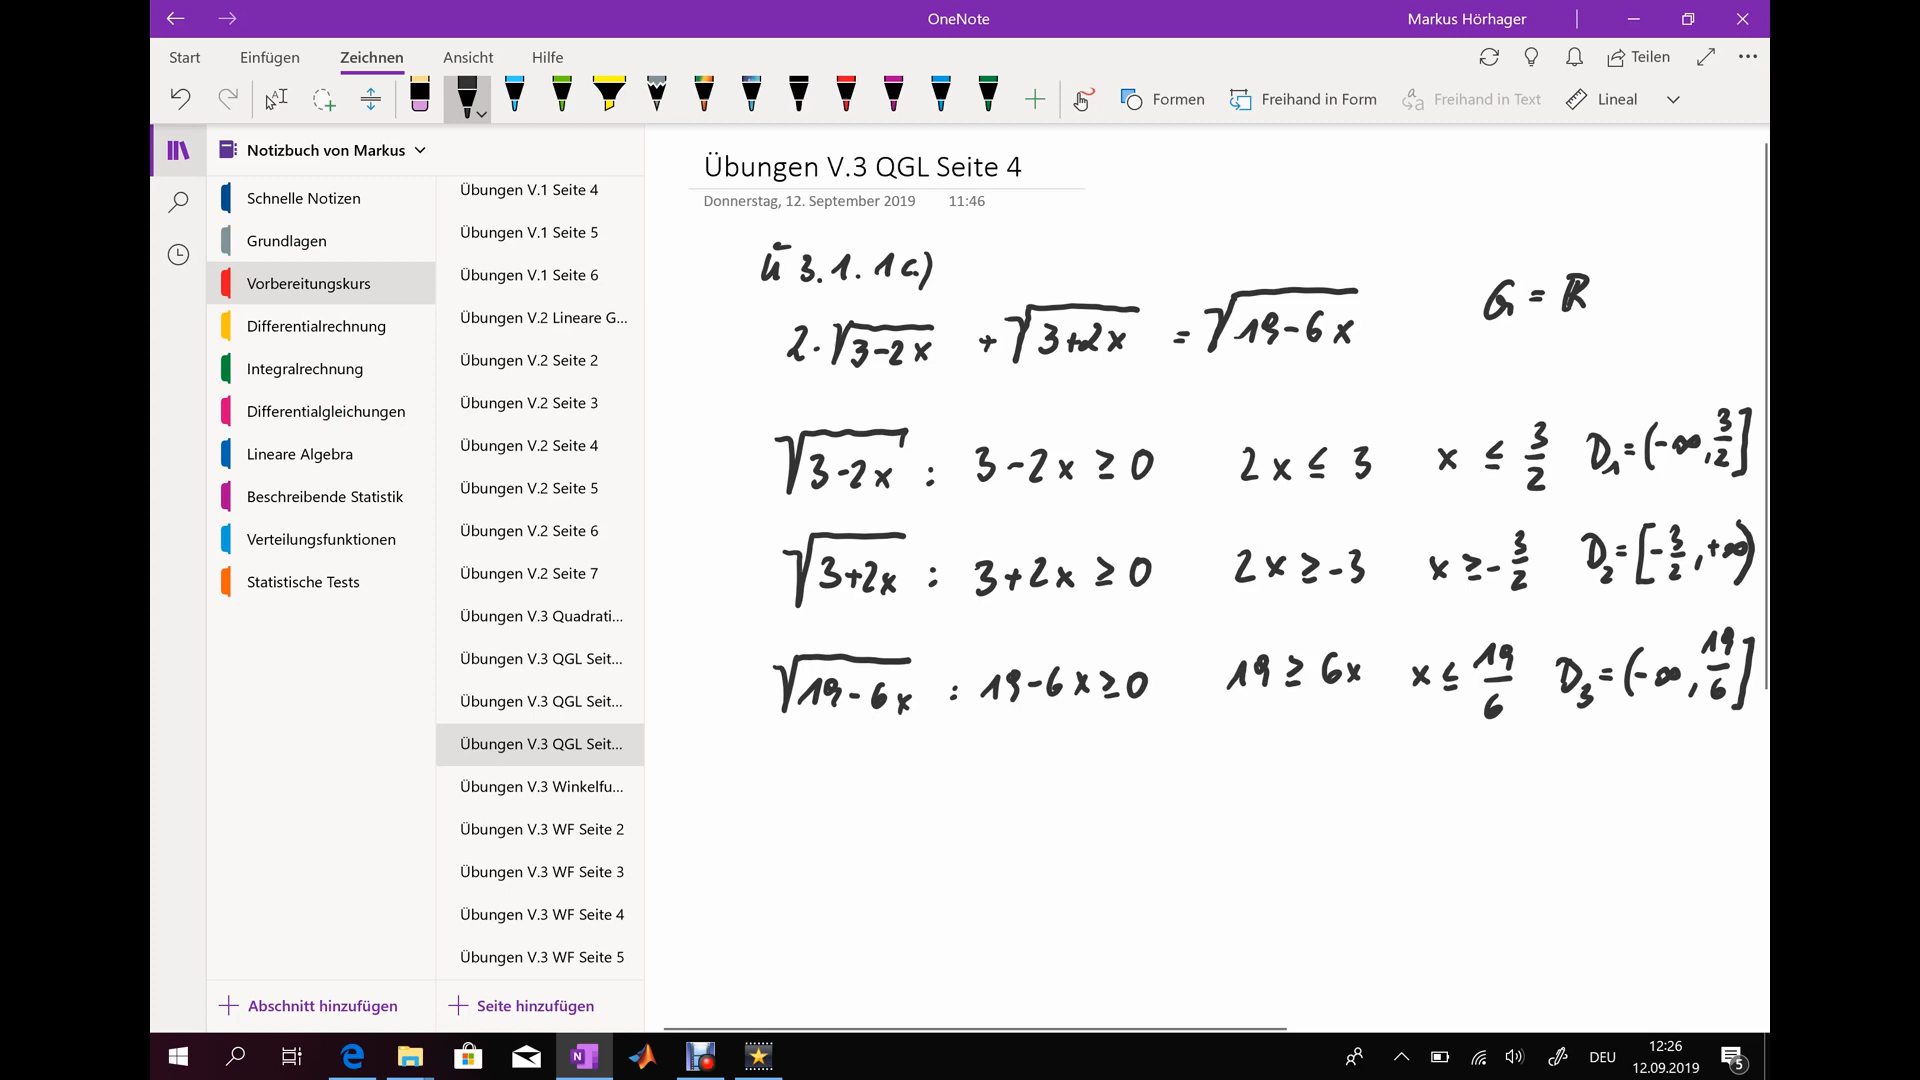 OneNote
Markus Hörhager
Start Einfügen Zeichnen Ansicht Hilfe
Teilen
Formen Freihand in Form Freihand in Text Lineal
Notizbuch von Markus
Schnelle Notizen
Grundlagen
Vorbereitungskurs
Differentialrechnung
Integralrechnung
Differentialgleichungen
Lineare Algebra
Beschreibende Statistik
Verteilungsfunktionen
Statistische Tests
Abschnitt hinzufügen
Übungen V.1 Seite 4
Übungen V.1 Seite 5
Übungen V.1 Seite 6
Übungen V.2 Lineare G...
Übungen V.2 Seite 2
Übungen V.2 Seite 3
Übungen V.2 Seite 4
Übungen V.2 Seite 5
Übungen V.2 Seite 6
Übungen V.2 Seite 7
Übungen V.3 Quadrati...
Übungen V.3 QGL Seit...
Übungen V.3 QGL Seit...
Übungen V.3 QGL Seit...
Übungen V.3 Winkelfu...
Übungen V.3 WF Seite 2
Übungen V.3 WF Seite 3
Übungen V.3 WF Seite 4
Übungen V.3 WF Seite 5
Seite hinzufügen
Übungen V.3 QGL Seite 4
Donnerstag, 12. September 2019 11:46
Ü 3.1.1c)
2·√(3-2x) + √(3+2x) = √(19-6x) G = ℝ
√(3-2x) : 3-2x ≥ 0 2x ≤ 3 x ≤ 3/2 D₁ = (-∞, 3/2]
√(3+2x) : 3+2x ≥ 0 2x ≥ -3 x ≥ -3/2 D₂ = [-3/2, +∞)
√(19-6x) : 19-6x ≥ 0 19 ≥ 6x x ≤ 19/6 D₃ = (-∞, 19/6]
DEU
12:26
12.09.2019
5